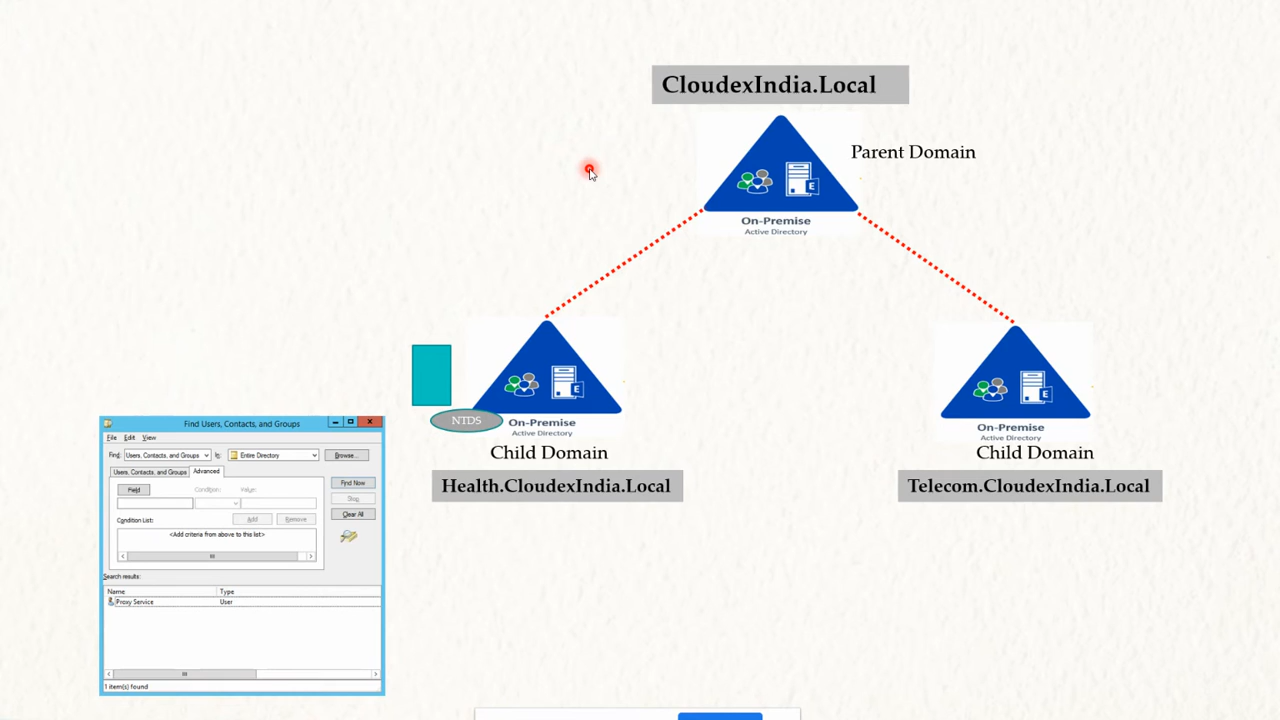 CloudexIndia.Local
Parent Domain
E
On-Premise
Active Directory
E
NTDS
On-Premise
Active Directory
Child Domain
Health.CloudexIndia.Local
E
On-Premise
Active Directory
Child Domain
Telecom.CloudexIndia.Local
Find Users, Contacts, and Groups
File Edit View
Find: Users, Contacts, and Groups In: Entire Directory Browse...
Users, Contacts, and Groups Advanced
Field Condition: Value: Find Now
Stop
Condition List: Add Remove Clear All
<Add criteria from above to this list>
Search results:
Name Type
Proxy Service User
1 item(s) found